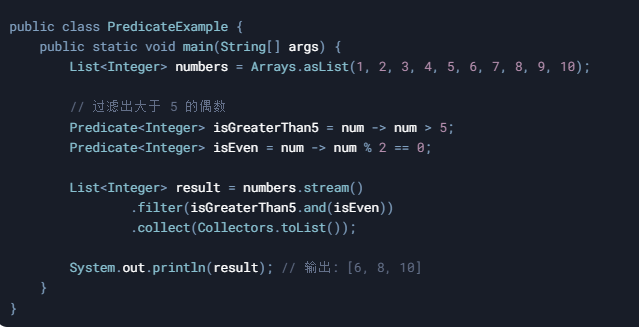 public class PredicateExample {
    public static void main(String[] args) {
        List<Integer> numbers = Arrays.asList(1, 2, 3, 4, 5, 6, 7, 8, 9, 10);

        // 过滤出大于 5 的偶数
        Predicate<Integer> isGreaterThan5 = num -> num > 5;
        Predicate<Integer> isEven = num -> num % 2 == 0;

        List<Integer> result = numbers.stream()
                .filter(isGreaterThan5.and(isEven))
                .collect(Collectors.toList());

        System.out.println(result); // 输出: [6, 8, 10]
    }
}